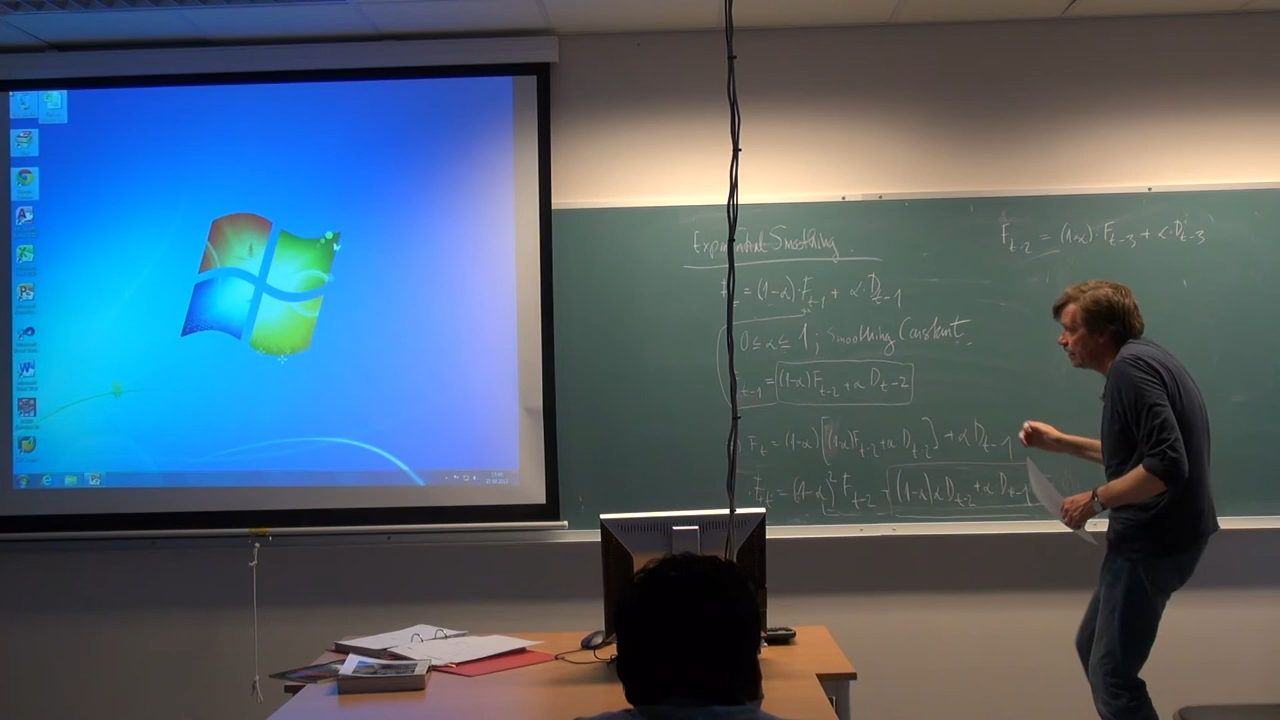 Exponential Smoothing
F_t = (1-α)·F_{t-1} + α·D_{t-1}
0 ≤ α ≤ 1 ; Smoothing Constant
t-1 = (1-α)F_{t-2} + α D_{t-2}
F_t = (1-α)[(1-α)F_{t-2} + α D_{t-2}] + α D_{t-1}
F_t = (1-α)² F_{t-2} + (1-α)α D_{t-2} + α D_{t-1}
F_{t-2} = (1-α)·F_{t-3} + α·D_{t-3}